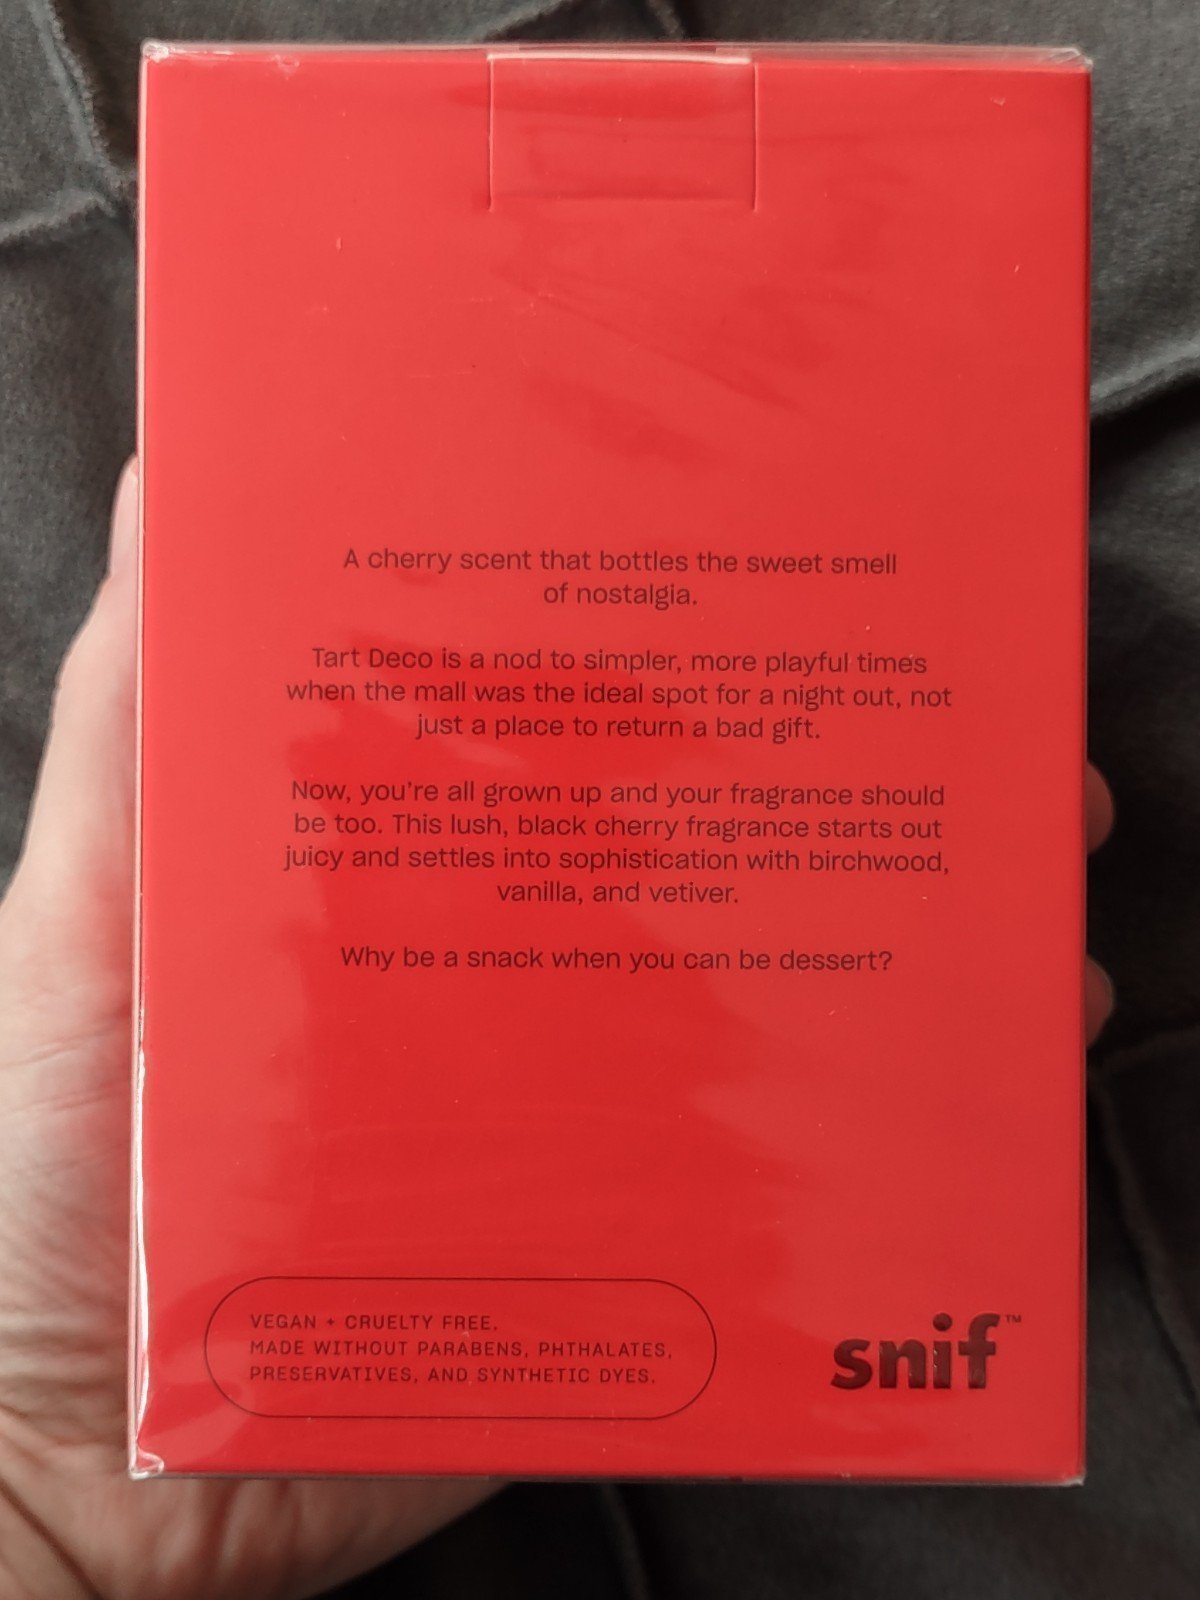 A cherry scent that bottles the sweet smell
of nostalgia.
Tart Deco is a nod to simpler, more playful times
when the mall was the ideal spot for a night out, not
just a place to return a bad gift.
Now, you're all grown up and your fragrance should
be too. This lush, black cherry fragrance starts out
juicy and settles into sophistication with birchwood,
vanilla, and vetiver.
Why be a snack when you can be dessert?
VEGAN + CRUELTY FREE.
MADE WITHOUT PARABENS, PHTHALATES,
PRESERVATIVES, AND SYNTHETIC DYES.
snif™